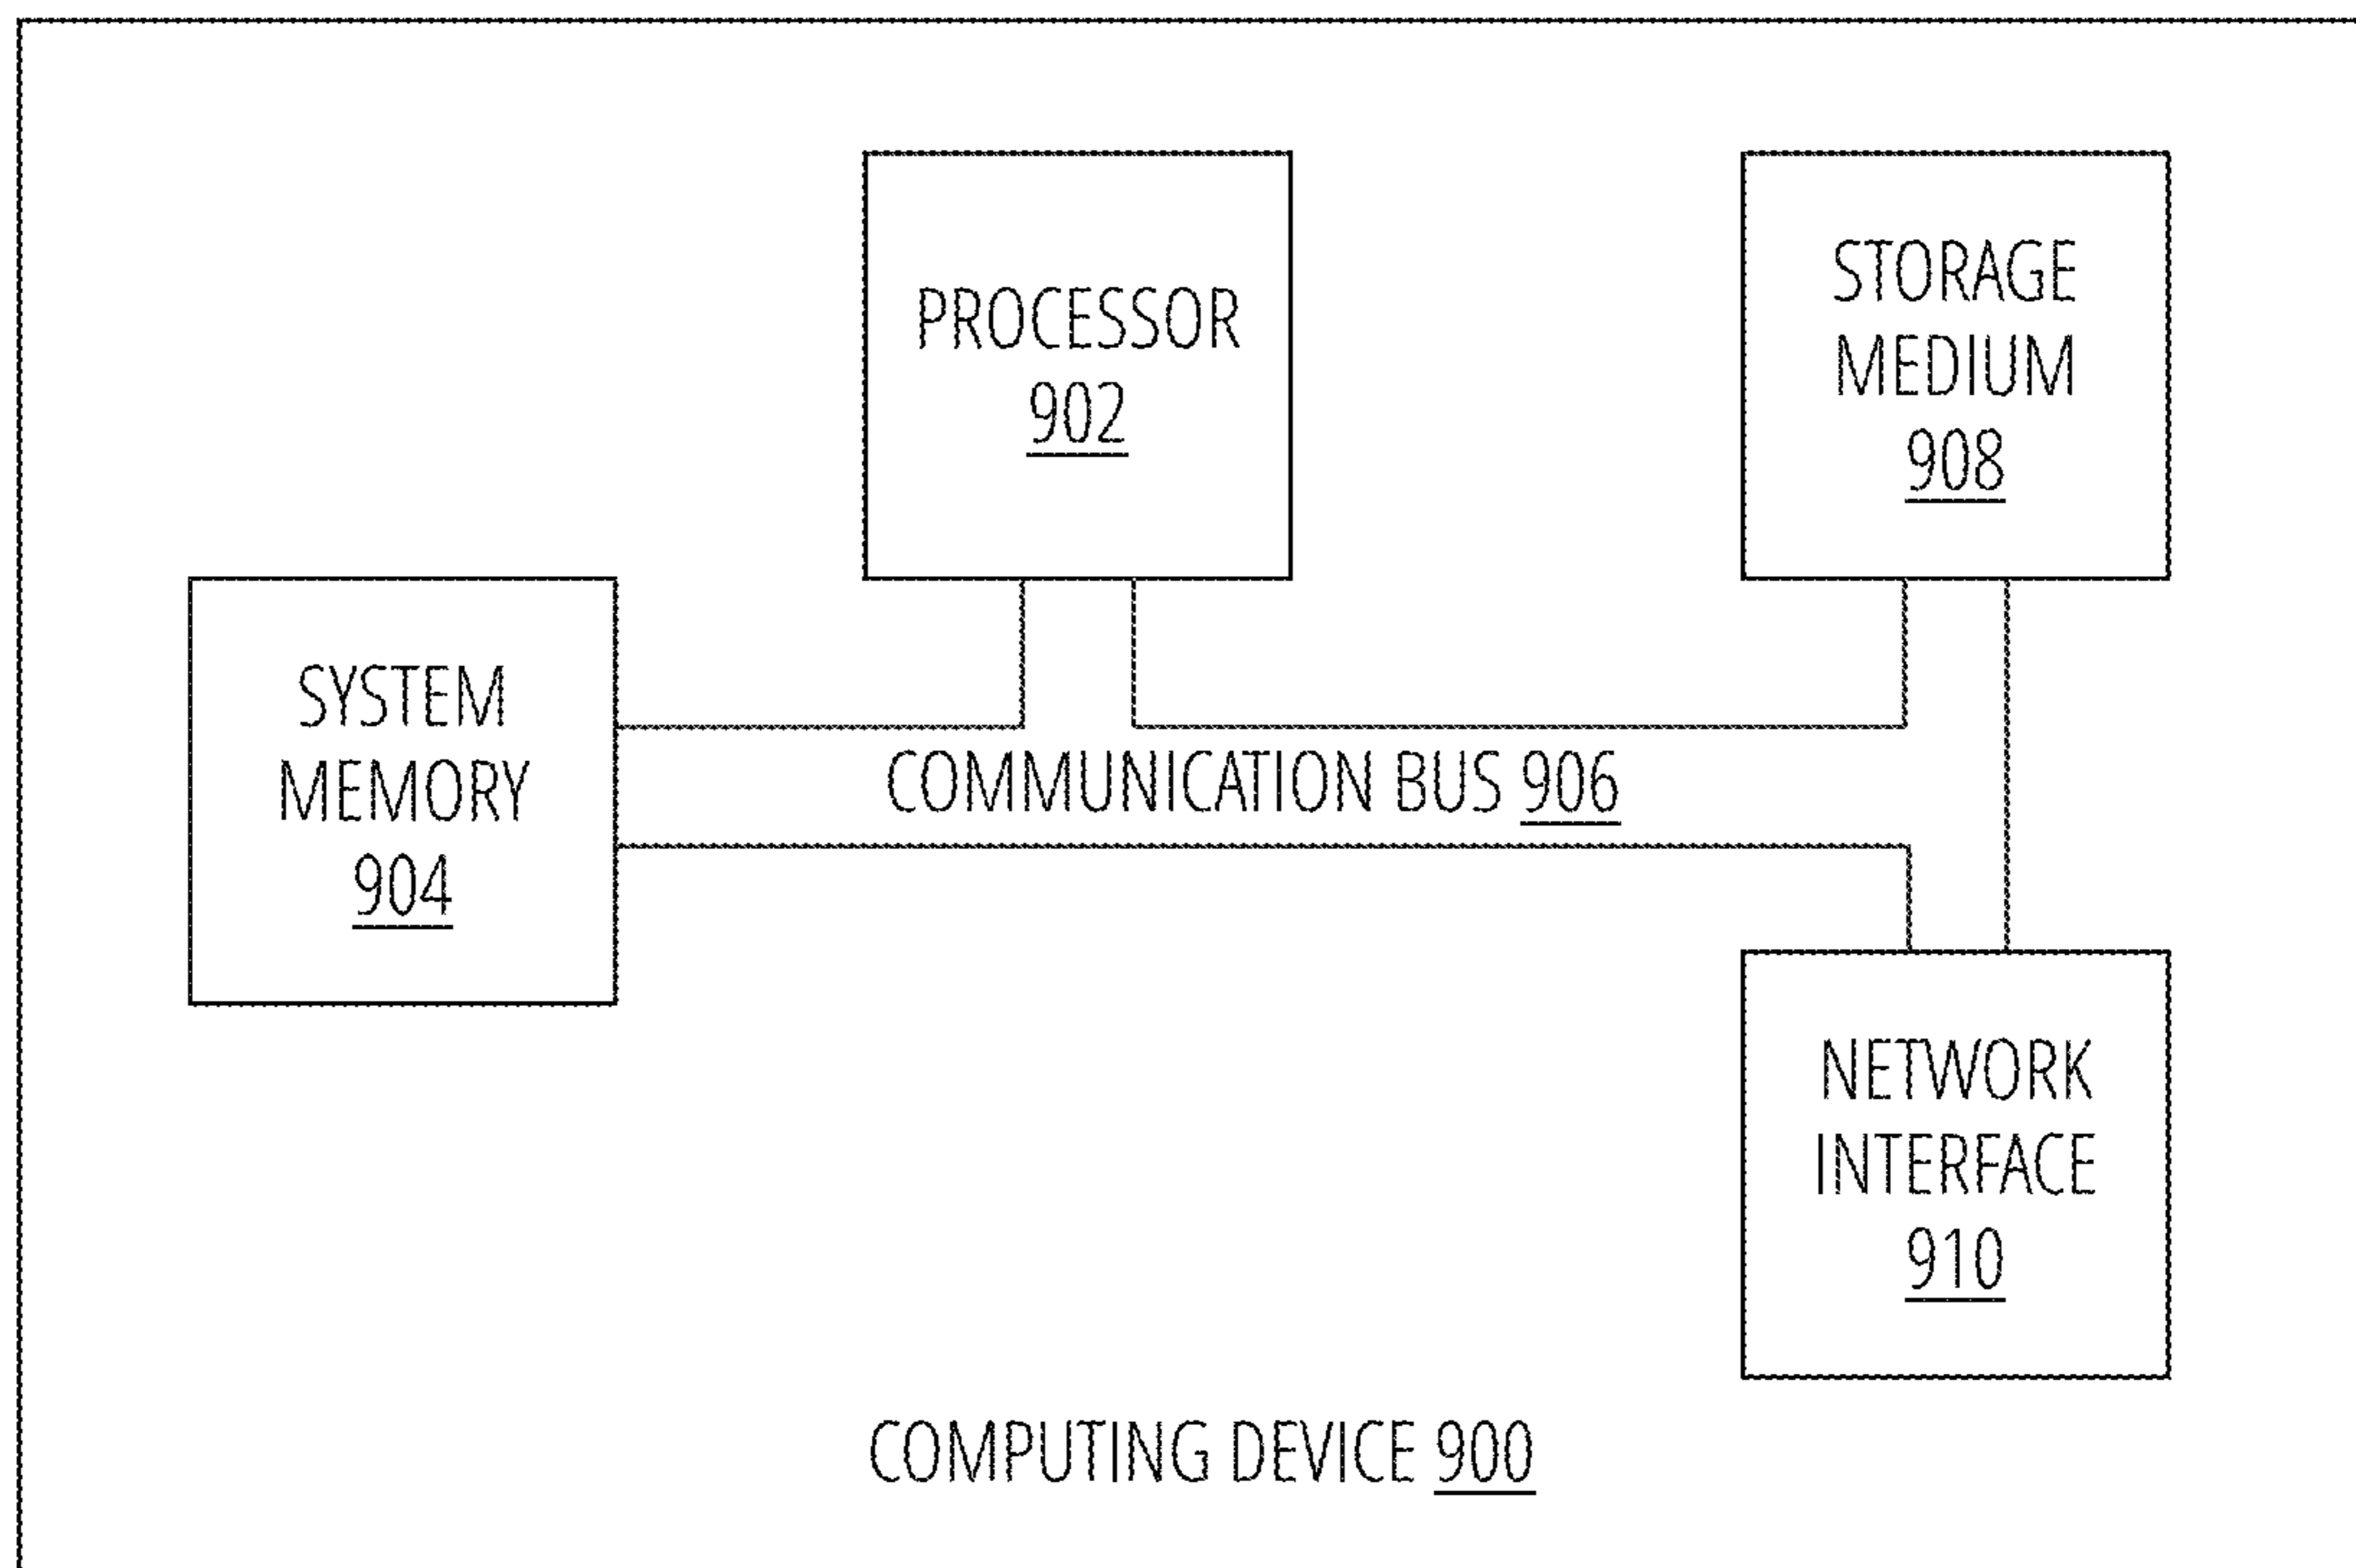 PROCESSOR
902
STORAGE
MEDIUM
908
SYSTEM
MEMORY
904
COMMUNICATION BUS 906
NETWORK
INTERFACE
910
COMPUTING DEVICE 900